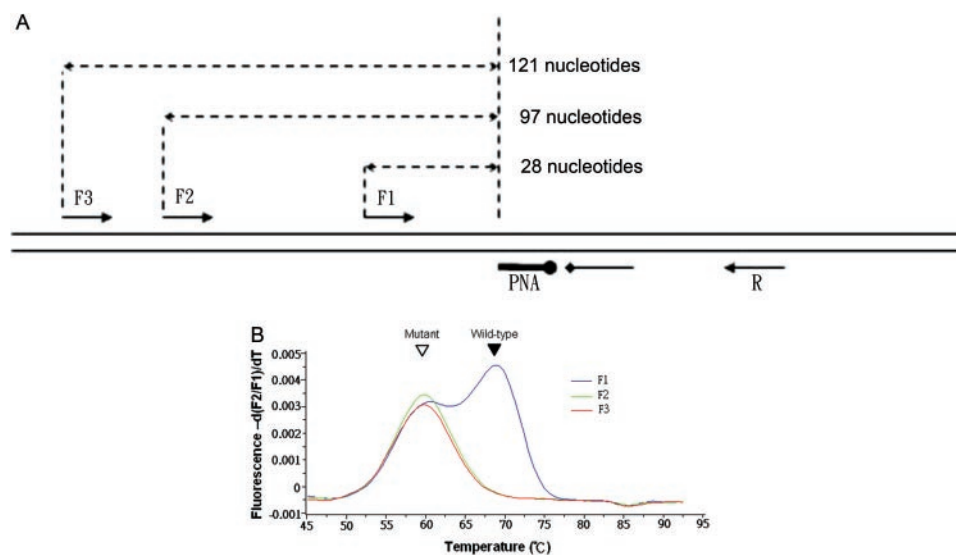 A
121 nucleotides
97 nucleotides
28 nucleotides
F3
F2
F1
PNA
R
B
Mutant
Wild-type
0.005
0.004
0.003
0.002
0.001
0
-0.001
Fluorescence -d(F2/F1)/dT
F1
F2
F3
45 50 55 60 65 70 75 80 85 90 95
Temperature (℃)